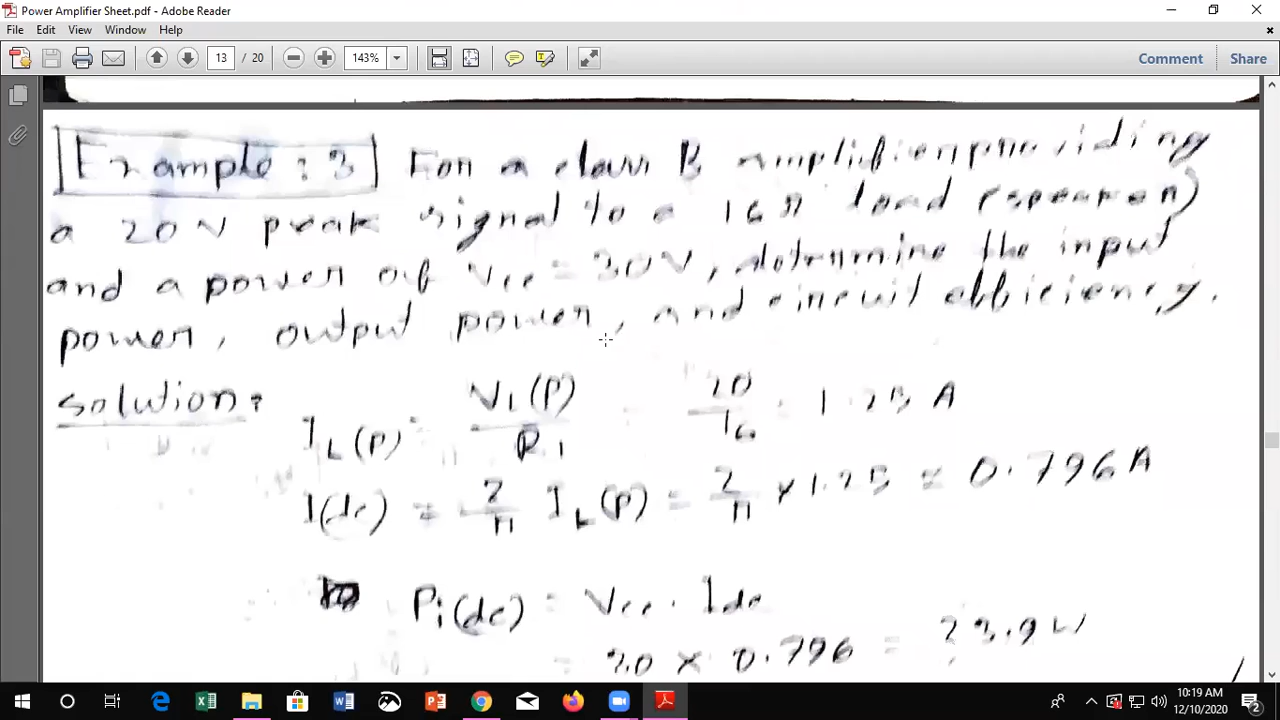 Power Amplifier Sheet.pdf - Adobe Reader
File Edit View Window Help
13 / 20 143% Comment Share
Example : 3 For a class B amplifier providing
a 20 V peak signal to a 16 Ω load (speaker)
and a power of Vcc = 30V, determine the input
power, output power, and circuit efficiency.
Solution:
IL(P) = VL(P) / RL = 20 / 16 = 1.25 A
I(dc) = 2/π IL(P) = 2/π × 1.25 = 0.796 A
Pi(dc) = Vcc . Idc
= 30 × 0.796 = 23.9 W
10:19 AM
12/10/2020
2